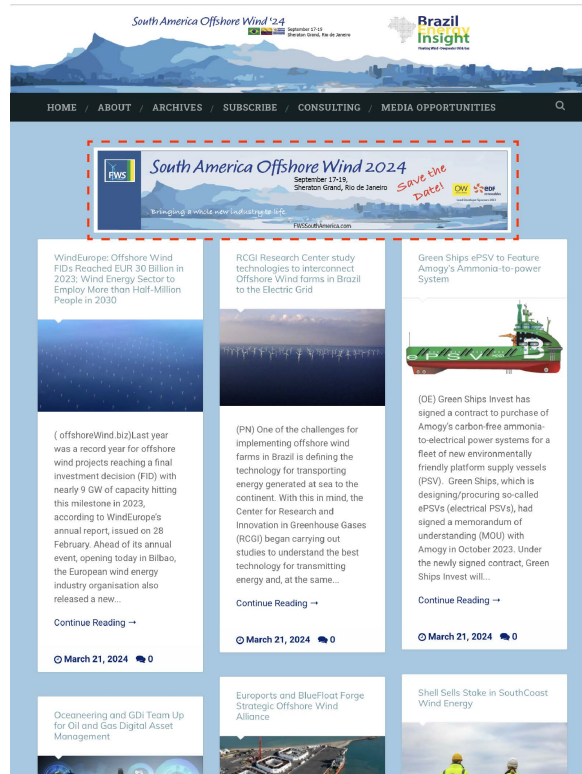 South America Offshore Wind '24
September 17-19
Sheraton Grand, Rio de Janeiro
Brazil
Energy
Insight
HOME / ABOUT / ARCHIVES / SUBSCRIBE / CONSULTING / MEDIA OPPORTUNITIES
FWS
South America Offshore Wind 2024
September 17-19,
Sheraton Grand, Rio de Janeiro
Save the
Date!
OW
edf
Bringing a whole new industry to life
FWSSouthAmerica.com
WindEurope: Offshore Wind
FIDs Reached EUR 30 Billion in
2023; Wind Energy Sector to
Employ More than Half-Million
People in 2030
( offshoreWind.biz)Last year
was a record year for offshore
wind projects reaching a final
investment decision (FID) with
nearly 9 GW of capacity hitting
this milestone in 2023,
according to WindEurope's
annual report, issued on 28
February. Ahead of its annual
event, opening today in Bilbao,
the European wind energy
industry organisation also
released a new...
Continue Reading →
March 21, 2024 0
Oceaneering and GDi Team Up
for Oil and Gas Digital Asset
Management
RCGI Research Center study
technologies to interconnect
Offshore Wind farms in Brazil
to the Electric Grid
(PN) One of the challenges for
implementing offshore wind
farms in Brazil is defining the
technology for transporting
energy generated at sea to the
continent. With this in mind, the
Center for Research and
Innovation in Greenhouse Gases
(RCGI) began carrying out
studies to understand the best
technology for transmitting
energy and, at the same...
Continue Reading →
March 21, 2024 0
Euroports and BlueFloat Forge
Strategic Offshore Wind
Alliance
Green Ships ePSV to Feature
Amogy's Ammonia-to-power
System
ePSV
B
(OE) Green Ships Invest has
signed a contract to purchase of
Amogy's carbon-free ammonia-
to-electrical power systems for a
fleet of new environmentally
friendly platform supply vessels
(PSV). Green Ships, which is
designing/procuring so-called
ePSVs (electrical PSVs), had
signed a memorandum of
understanding (MOU) with
Amogy in October 2023. Under
the newly signed contract, Green
Ships Invest will...
Continue Reading →
March 21, 2024 0
Shell Sells Stake in SouthCoast
Wind Energy